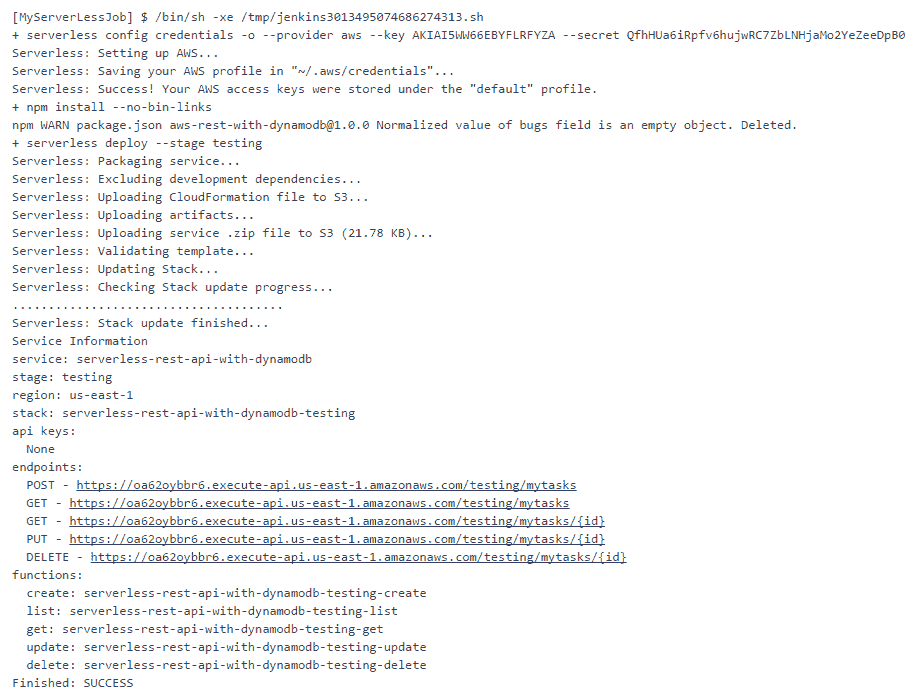 [MyServerLessJob] $ /bin/sh -xe /tmp/jenkins3013495074686274313.sh
+ serverless config credentials -o --provider aws --key AKIAI5WW66EBYFLRFYZA --secret QfhHUa6iRpfv6hujwRC7ZbLNHjaMo2YeZeeDpB0
Serverless: Setting up AWS...
Serverless: Saving your AWS profile in "~/.aws/credentials"...
Serverless: Success! Your AWS access keys were stored under the "default" profile.
+ npm install --no-bin-links
npm WARN package.json aws-rest-with-dynamodb@1.0.0 Normalized value of bugs field is an empty object. Deleted.
+ serverless deploy --stage testing
Serverless: Packaging service...
Serverless: Excluding development dependencies...
Serverless: Uploading CloudFormation file to S3...
Serverless: Uploading artifacts...
Serverless: Uploading service .zip file to S3 (21.78 KB)...
Serverless: Validating template...
Serverless: Updating Stack...
Serverless: Checking Stack update progress...
......................................
Serverless: Stack update finished...
Service Information
service: serverless-rest-api-with-dynamodb
stage: testing
region: us-east-1
stack: serverless-rest-api-with-dynamodb-testing
api keys:
  None
endpoints:
  POST - https://oa62oybbr6.execute-api.us-east-1.amazonaws.com/testing/mytasks
  GET - https://oa62oybbr6.execute-api.us-east-1.amazonaws.com/testing/mytasks
  GET - https://oa62oybbr6.execute-api.us-east-1.amazonaws.com/testing/mytasks/{id}
  PUT - https://oa62oybbr6.execute-api.us-east-1.amazonaws.com/testing/mytasks/{id}
  DELETE - https://oa62oybbr6.execute-api.us-east-1.amazonaws.com/testing/mytasks/{id}
functions:
  create: serverless-rest-api-with-dynamodb-testing-create
  list: serverless-rest-api-with-dynamodb-testing-list
  get: serverless-rest-api-with-dynamodb-testing-get
  update: serverless-rest-api-with-dynamodb-testing-update
  delete: serverless-rest-api-with-dynamodb-testing-delete
Finished: SUCCESS